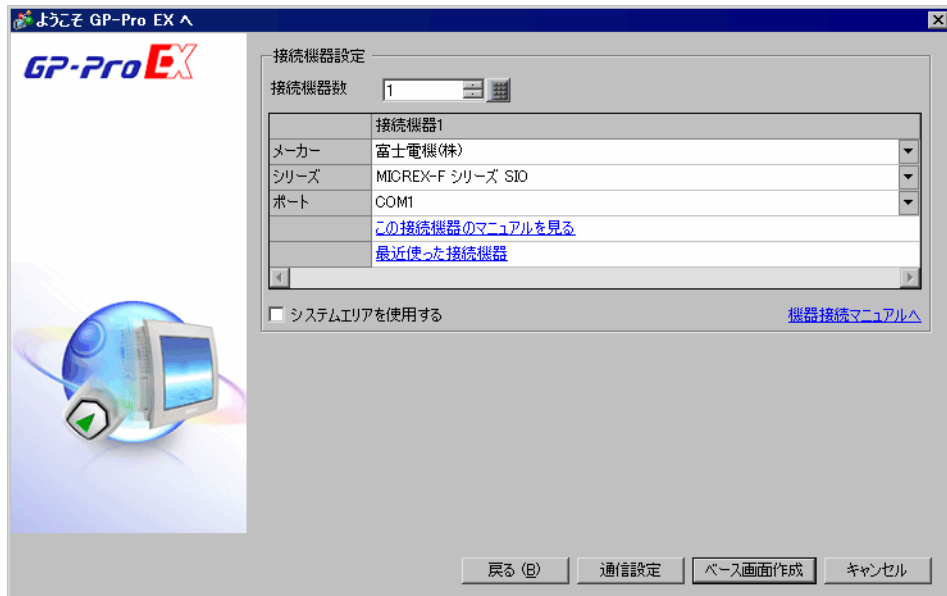 ようこそ GP-Pro EX へ
GP-Pro EX
接続機器設定
接続機器数 1
接続機器1
メーカー 富士電機(株)
シリーズ MICREX-F シリーズ SIO
ポート COM1
この接続機器のマニュアルを見る
最近使った接続機器
システムエリアを使用する 機器接続マニュアルへ
戻る (B) 通信設定 ベース画面作成 キャンセル